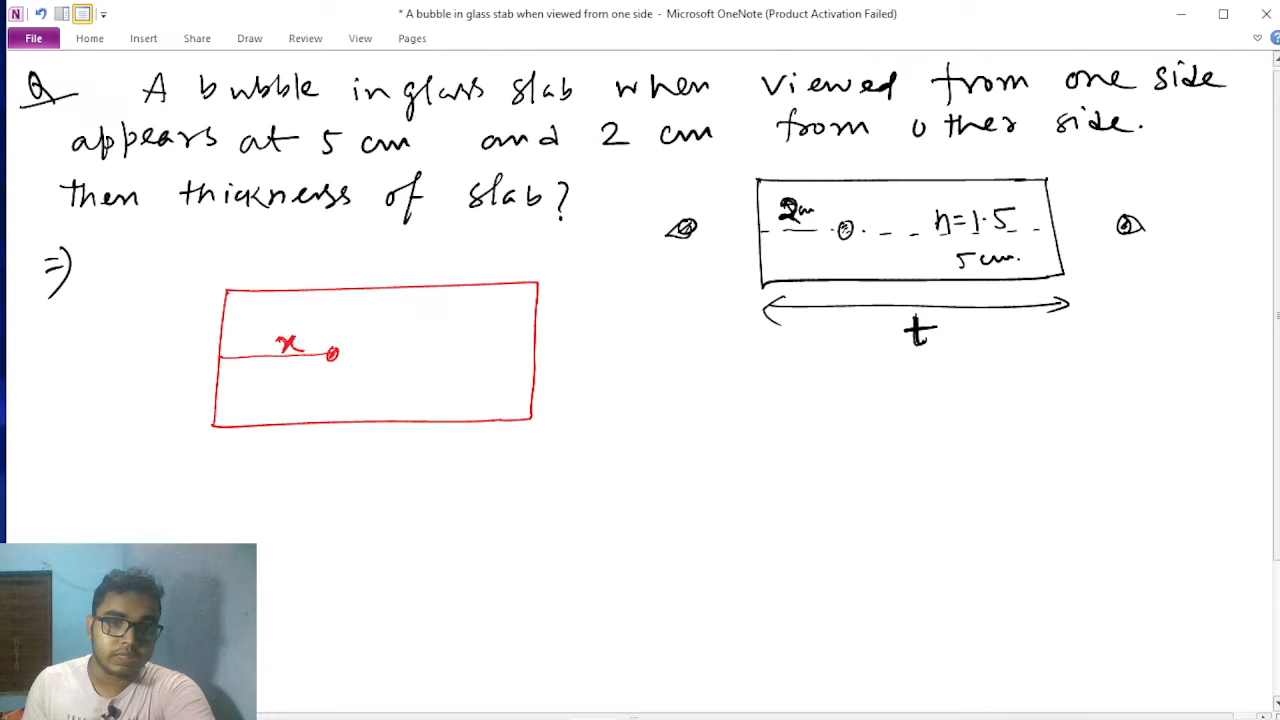 * A bubble in glass stab when viewed from one side - Microsoft OneNote (Product Activation Failed)
File Home Insert Share Draw Review View Pages
Q A bubble in glass slab when viewed from one side
appears at 5 cm and 2 cm from other side.
then thickness of slab?
2cm n=1.5
5 cm.
t
=>
x